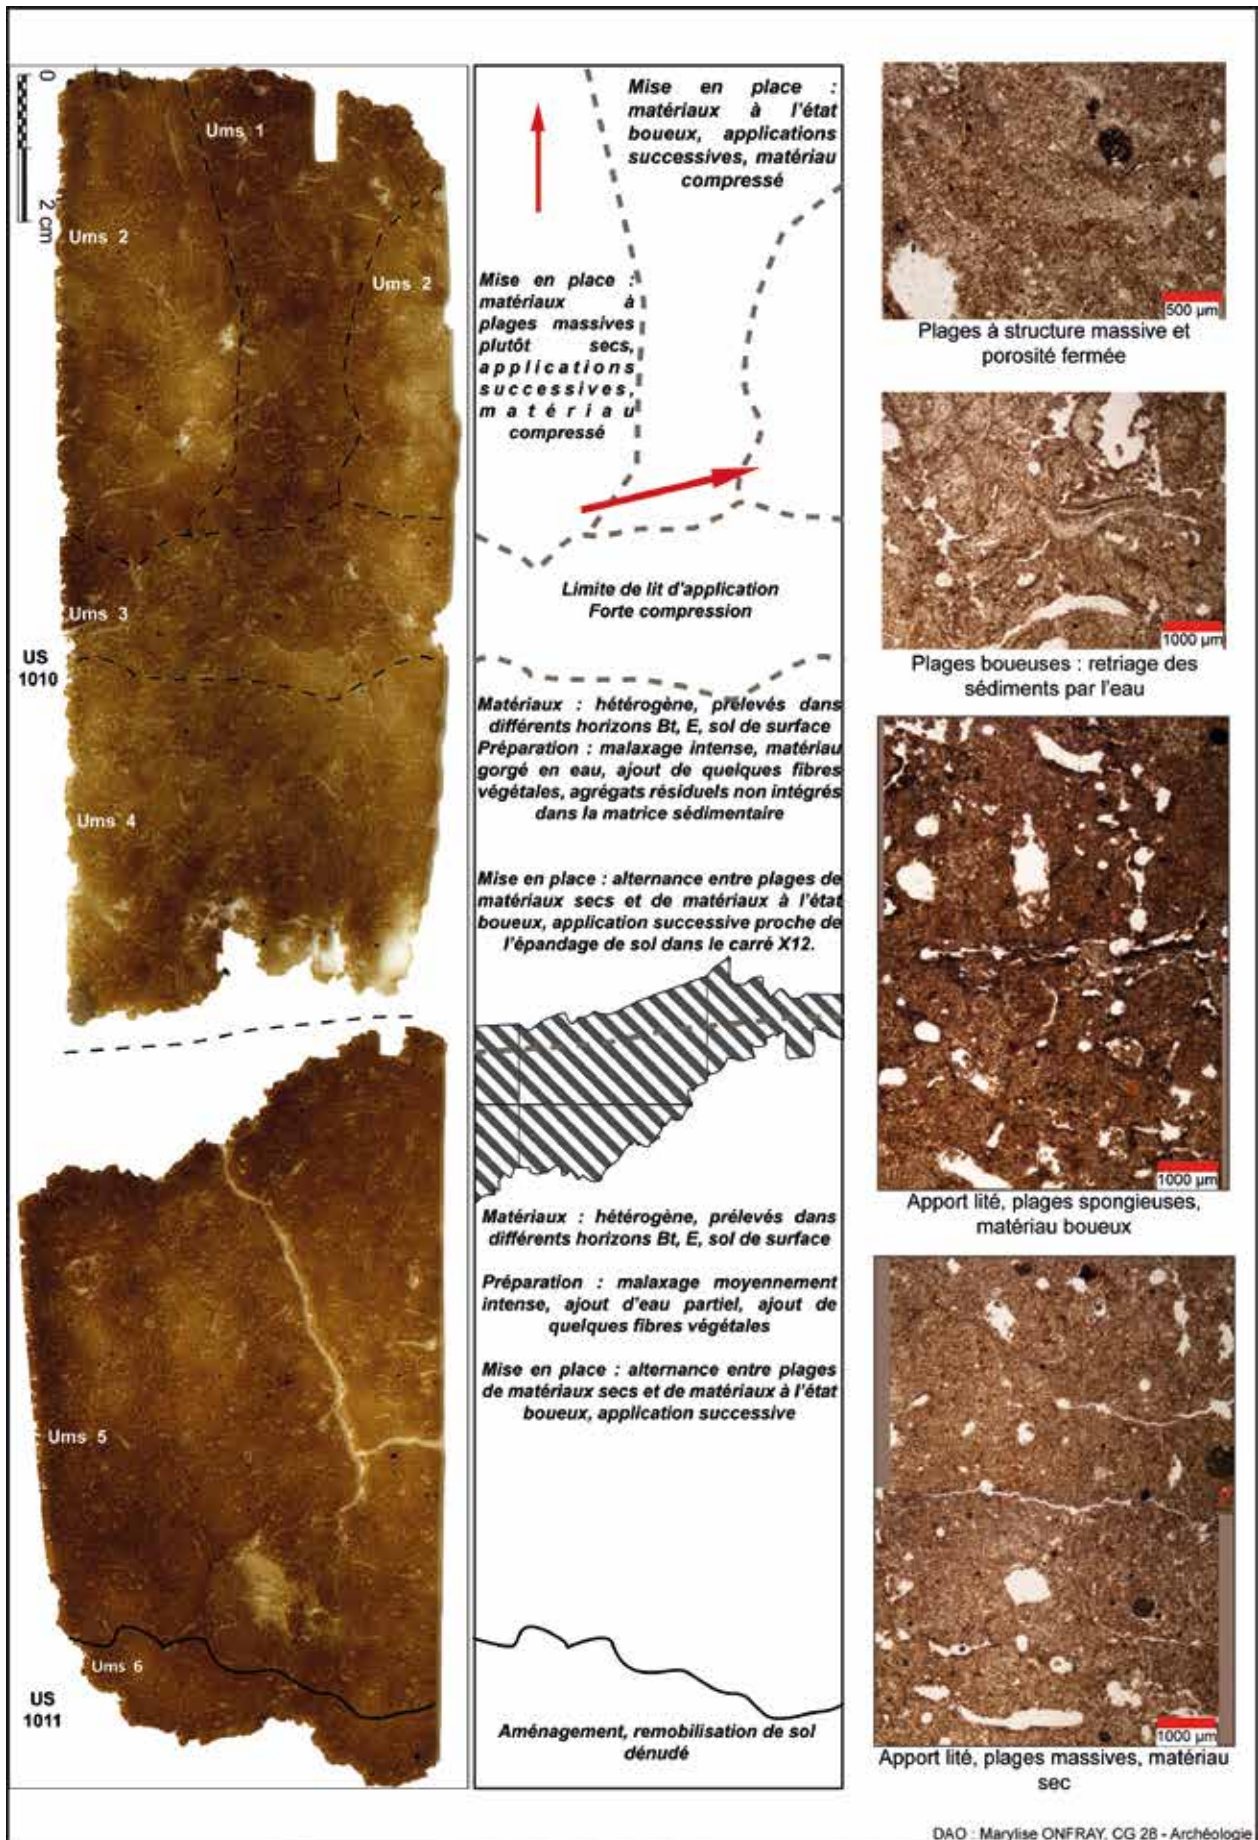 0
2 cm
Ums 1
Ums 2
Ums 2
Ums 3
US
1010
Ums 4
Ums 5
Ums 6
US
1011
Mise en place :
matériaux à l'état
boueux, applications
successives, matériau
compressé
Mise en place :
matériaux à
plages massives
plutôt secs,
applications
successives,
matériau
compressé
Limite de lit d'application
Forte compression
Matériaux : hétérogène, prélevés dans
différents horizons Bt, E, sol de surface
Préparation : malaxage intense, matériau
gorgé en eau, ajout de quelques fibres
végétales, agrégats résiduels non intégrés
dans la matrice sédimentaire
Mise en place : alternance entre plages de
matériaux secs et de matériaux à l'état
boueux, application successive proche de
l'épandage de sol dans le carré X12.
Matériaux : hétérogène, prélevés dans
différents horizons Bt, E, sol de surface
Préparation : malaxage moyennement
intense, ajout d'eau partiel, ajout de
quelques fibres végétales
Mise en place : alternance entre plages
de matériaux secs et de matériaux à l'état
boueux, application successive
Aménagement, remobilisation de sol
dénudé
500 µm
Plages à structure massive et
porosité fermée
1000 µm
Plages boueuses : retriage des
sédiments par l'eau
1000 µm
Apport lité, plages spongieuses,
matériau boueux
1000 µm
Apport lité, plages massives, matériau
sec
DAO : Marylise ONFRAY, CG 28 - Archéologie